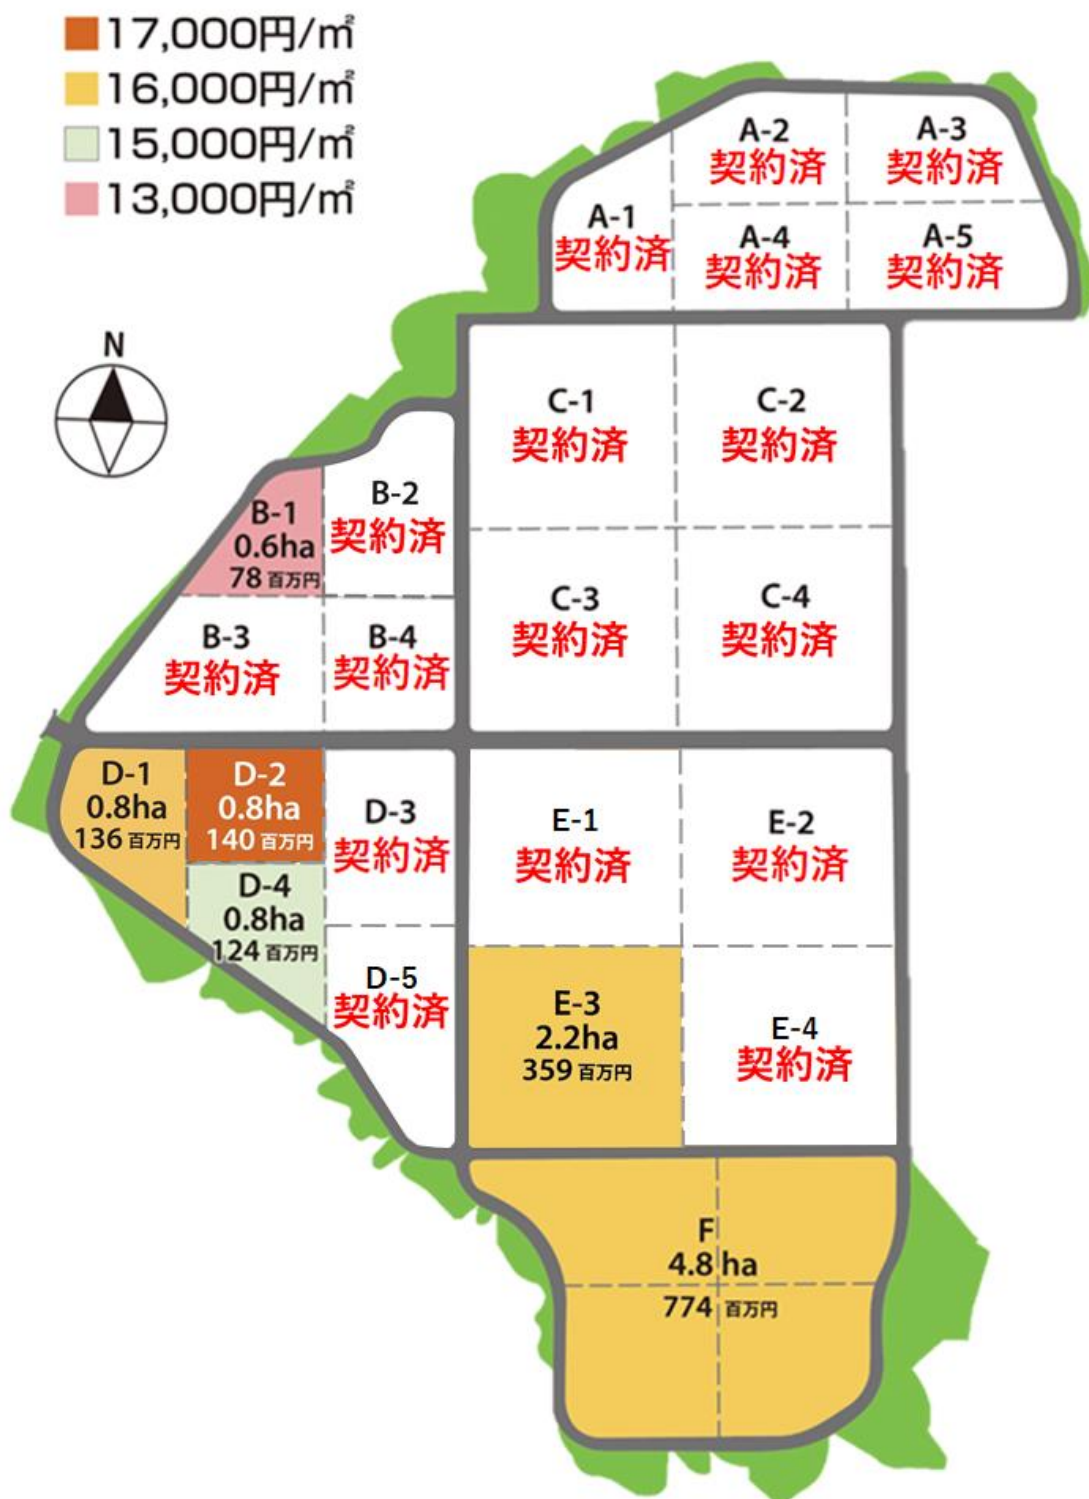 17,000円/㎡
16,000円/㎡
15,000円/㎡
13,000円/㎡
N
A-1
契約済
A-2
契約済
A-3
契約済
A-4
契約済
A-5
契約済
C-1
契約済
C-2
契約済
C-3
契約済
C-4
契約済
B-1
0.6ha
78 百万円
B-2
契約済
B-3
契約済
B-4
契約済
D-1
0.8ha
136 百万円
D-2
0.8ha
140 百万円
D-3
契約済
D-4
0.8ha
124 百万円
D-5
契約済
E-1
契約済
E-2
契約済
E-3
2.2ha
359 百万円
E-4
契約済
F
4.8 ha
774 百万円